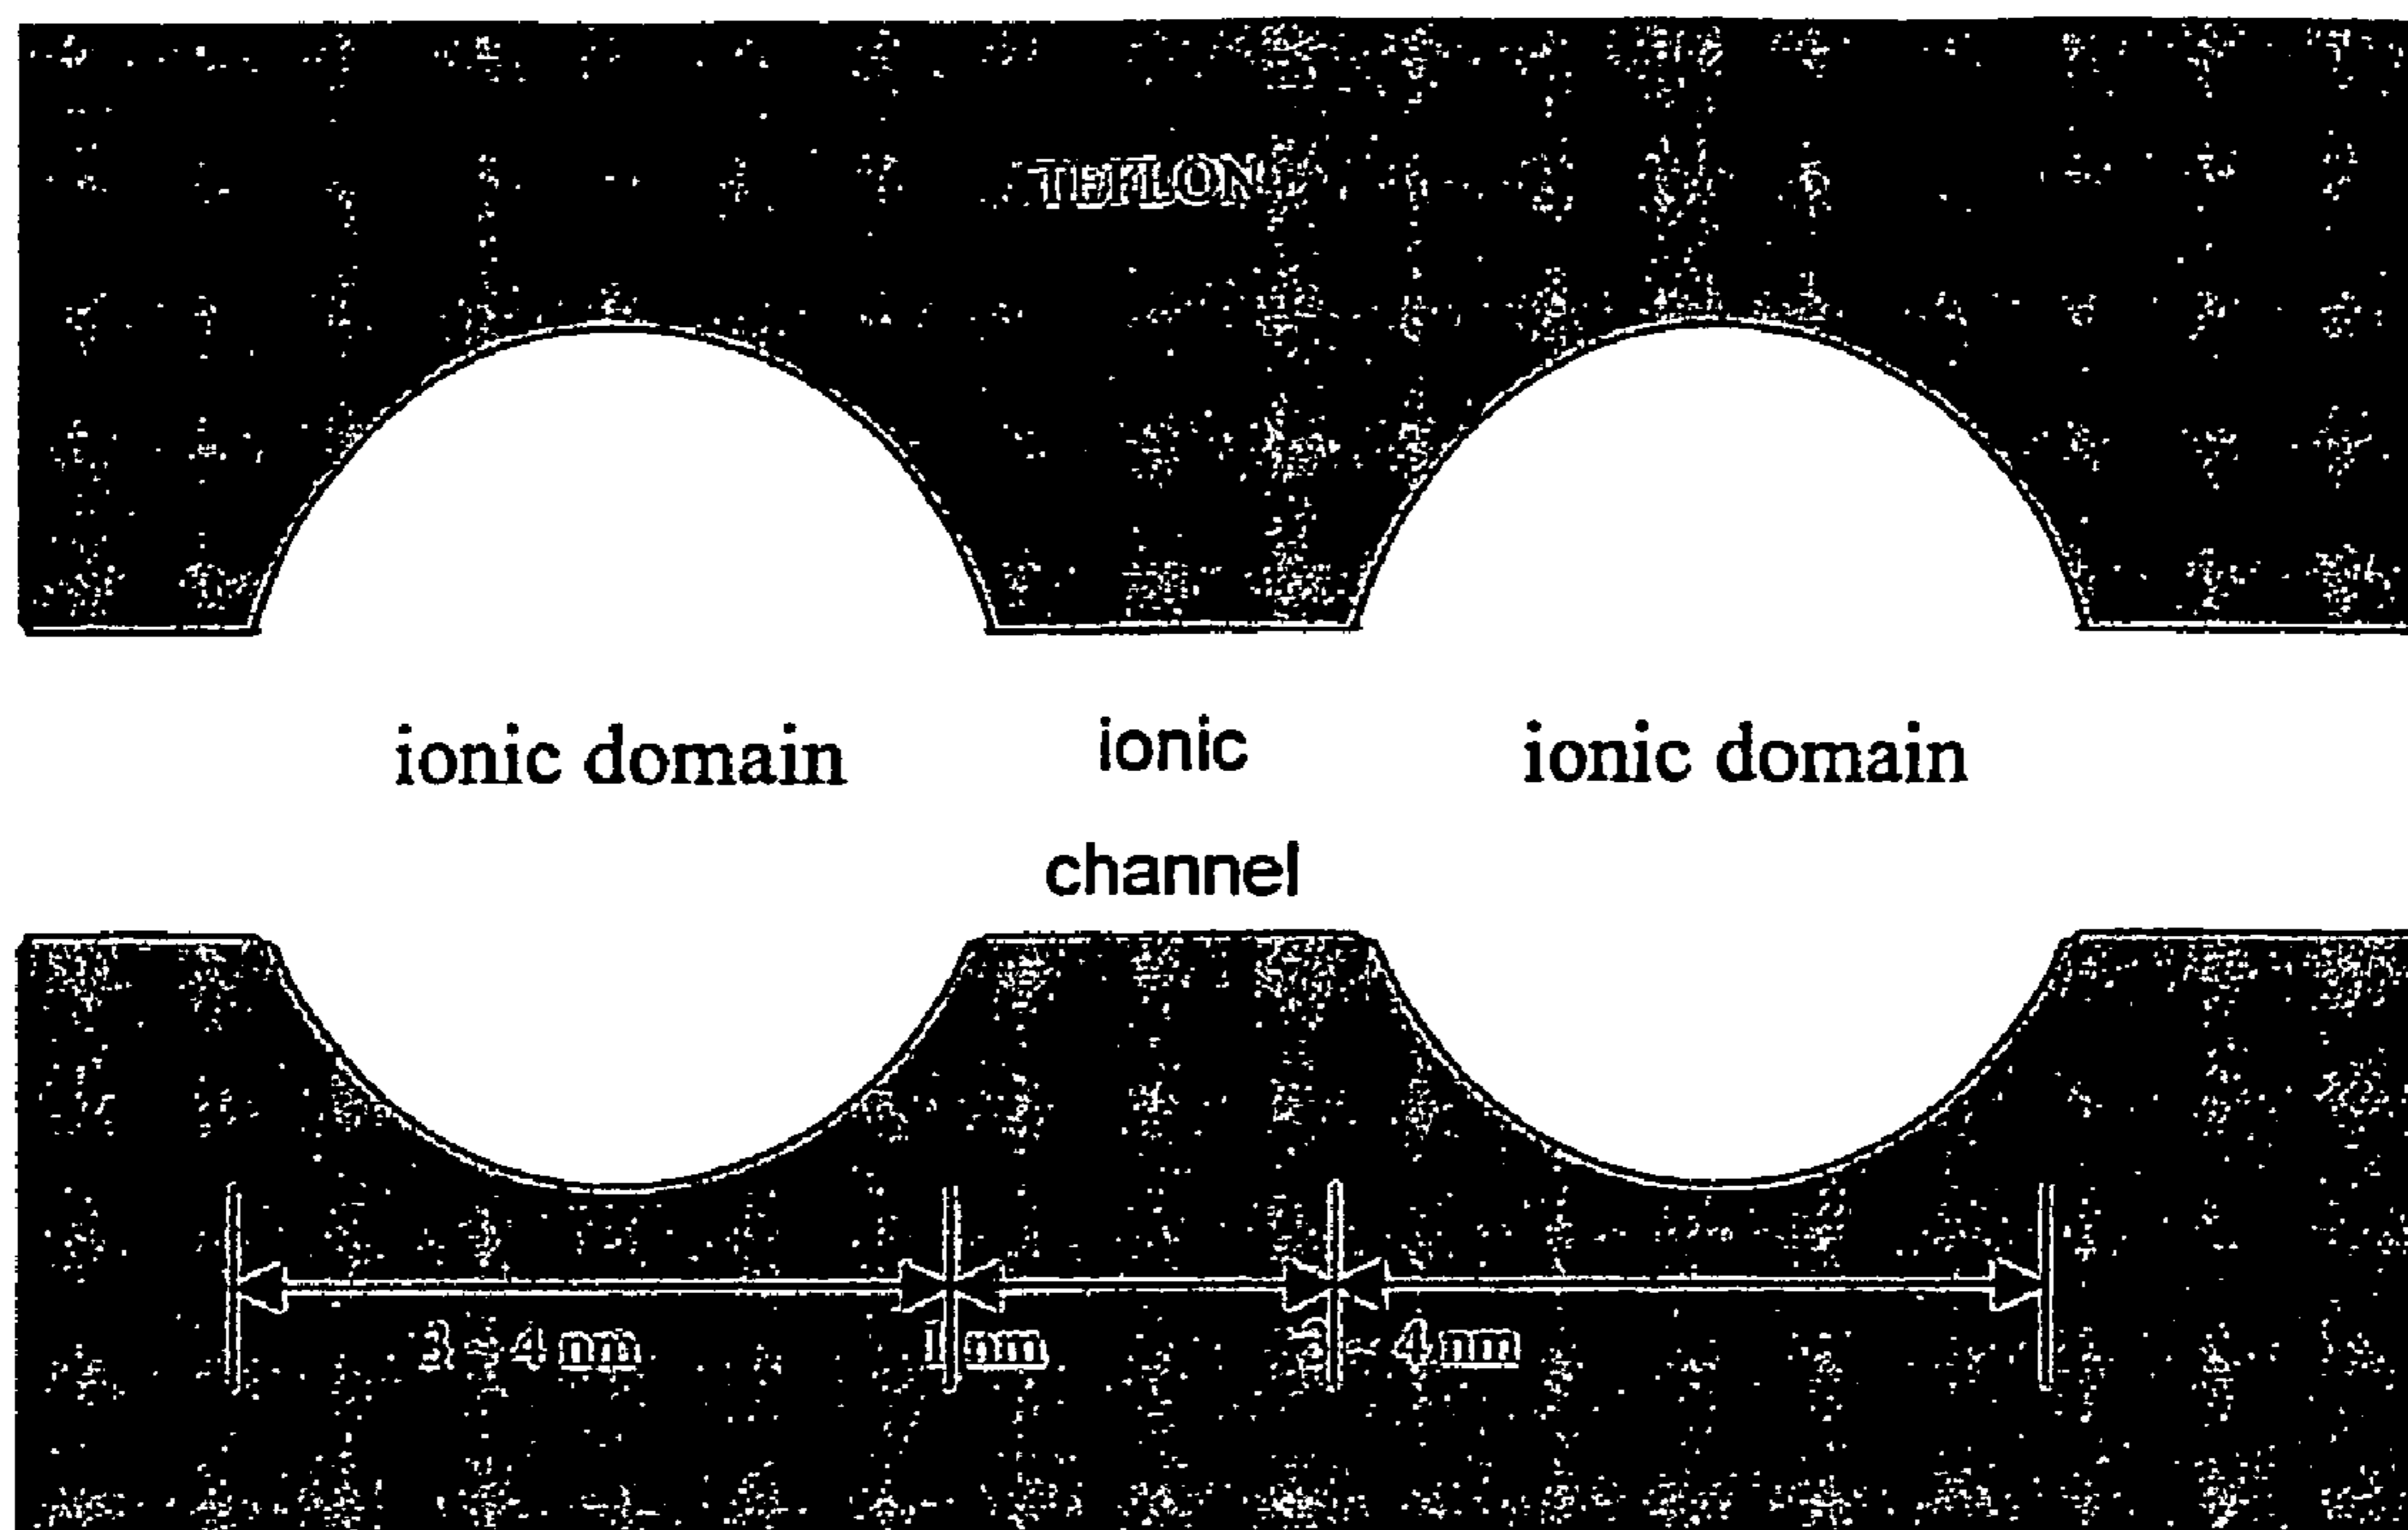 TEFLON
ionic domain
ionic
channel
ionic domain
3 ~ 4 nm
1 nm
3 ~ 4 nm